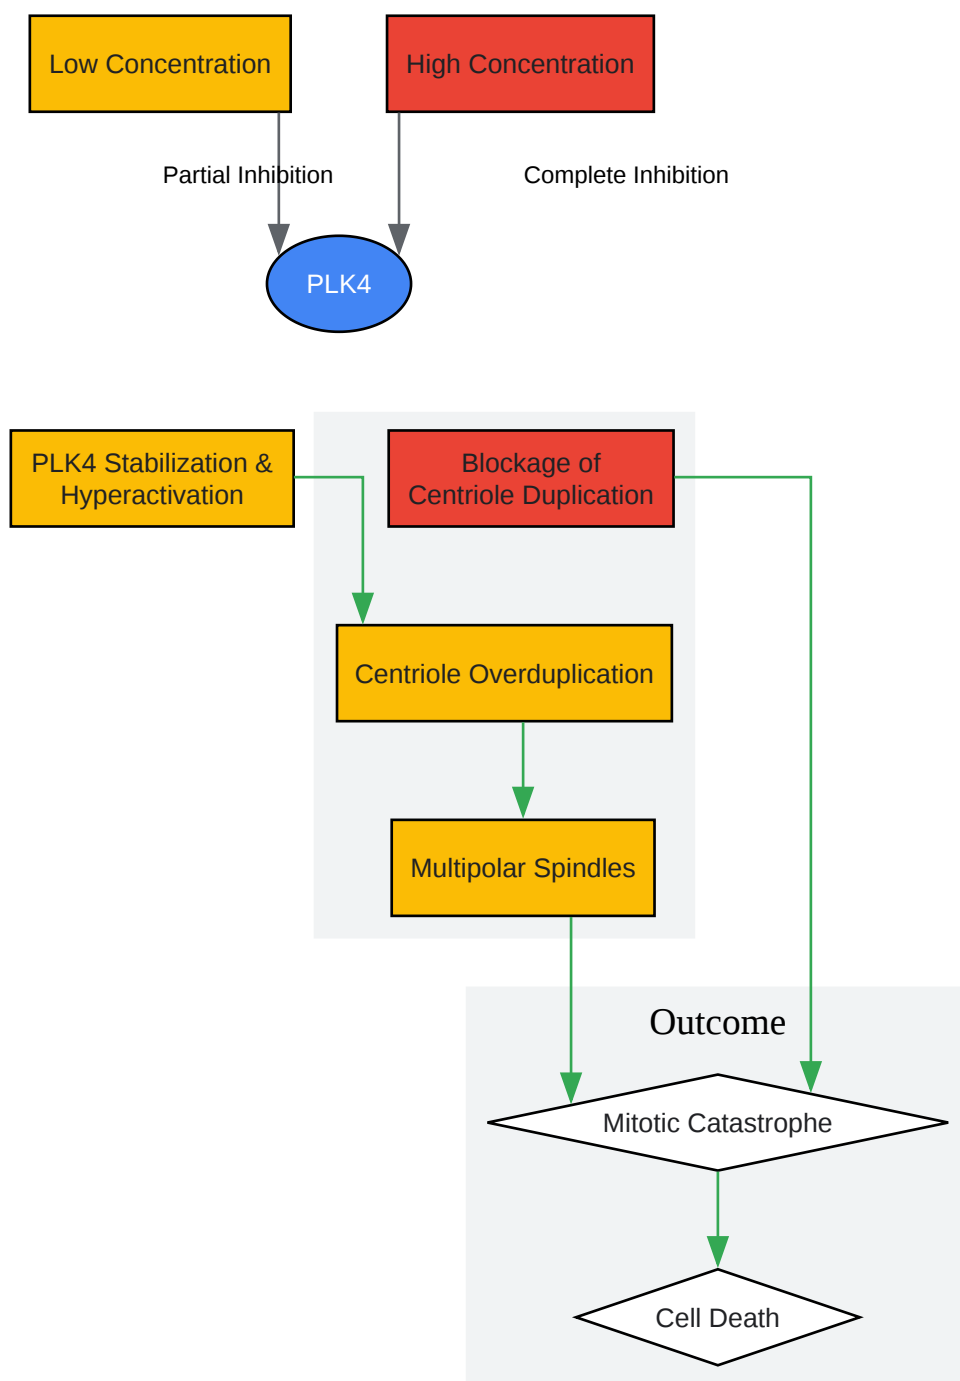 Low Concentration
High Concentration
Partial Inhibition
Complete Inhibition
PLK4
PLK4 Stabilization &
Hyperactivation
Blockage of
Centriole Duplication
Centriole Overduplication
Multipolar Spindles
Outcome
Mitotic Catastrophe
Cell Death